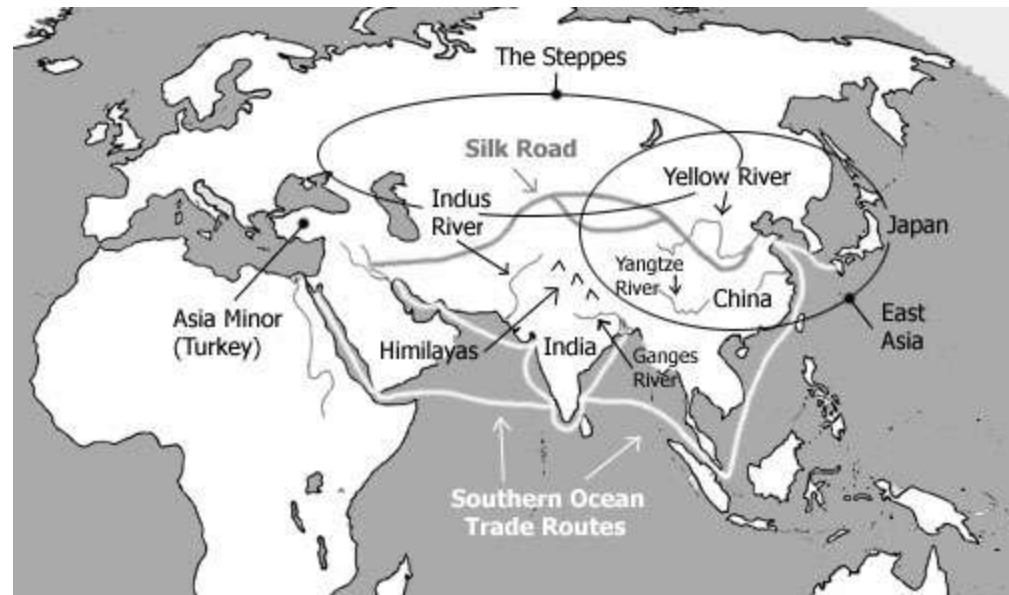 The Steppes
Silk Road
Yellow River
Indus
River
Japan
Yangtze
River
China
Asia Minor
(Turkey)
Himilayas
India
Ganges
River
East
Asia
Southern Ocean
Trade Routes